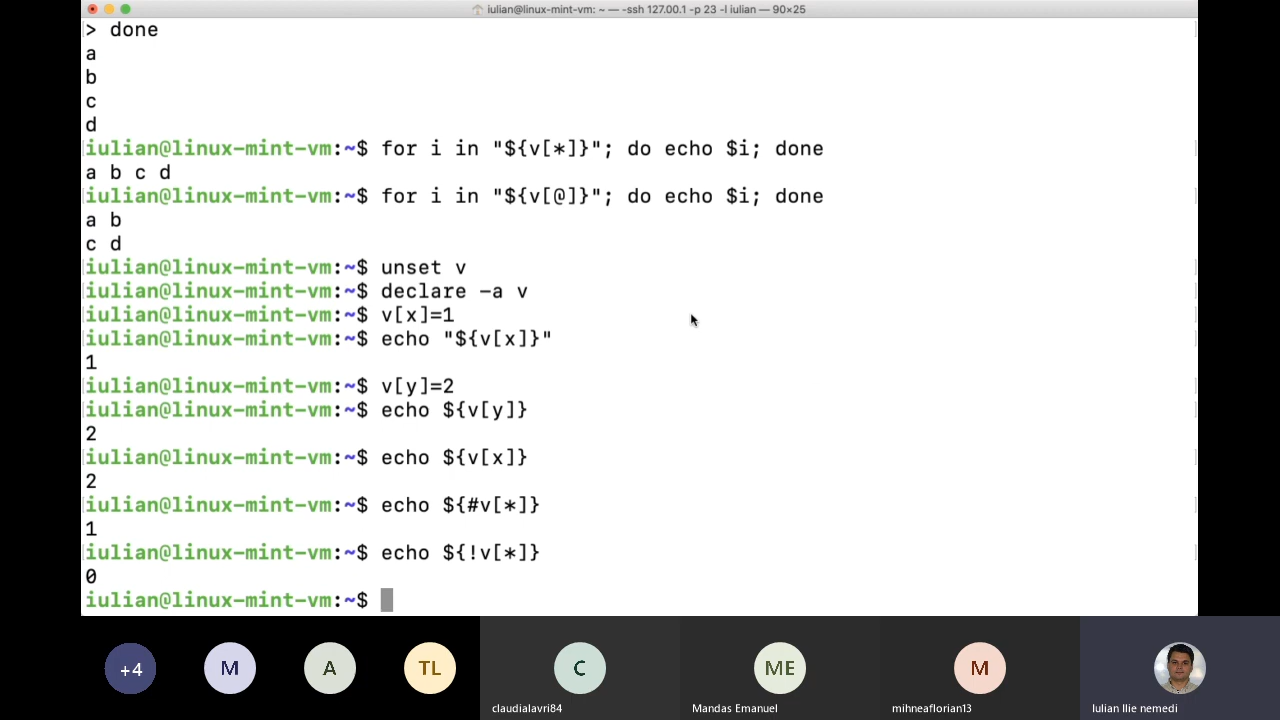 iulian@linux-mint-vm: ~ — -ssh 127.00.1 -p 23 -l iulian — 90×25
> done
a
b
c
d
iulian@linux-mint-vm:~$ for i in "${v[*]}"; do echo $i; done
a b c d
iulian@linux-mint-vm:~$ for i in "${v[@]}"; do echo $i; done
a b
c d
iulian@linux-mint-vm:~$ unset v
iulian@linux-mint-vm:~$ declare -a v
iulian@linux-mint-vm:~$ v[x]=1
iulian@linux-mint-vm:~$ echo "${v[x]}"
1
iulian@linux-mint-vm:~$ v[y]=2
iulian@linux-mint-vm:~$ echo ${v[y]}
2
iulian@linux-mint-vm:~$ echo ${v[x]}
2
iulian@linux-mint-vm:~$ echo ${#v[*]}
1
iulian@linux-mint-vm:~$ echo ${!v[*]}
0
iulian@linux-mint-vm:~$
+4 M A TL C ME M
claudialavri84 Mandas Emanuel mihneaflorian13 Iulian Ilie nemedi